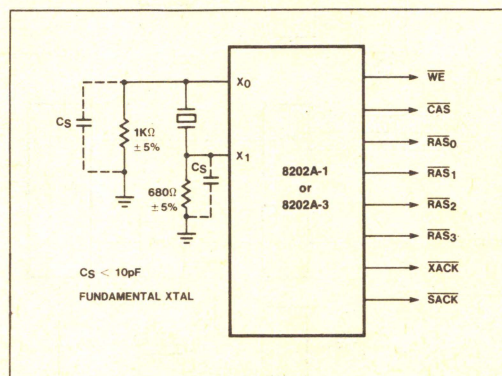 X0
WE
CS
1KΩ
±5%
CAS
RAS0
X1
CS
8202A-1
or
8202A-3
RAS1
680Ω
±5%
RAS2
RAS3
CS < 10pF
XACK
FUNDAMENTAL XTAL
SACK